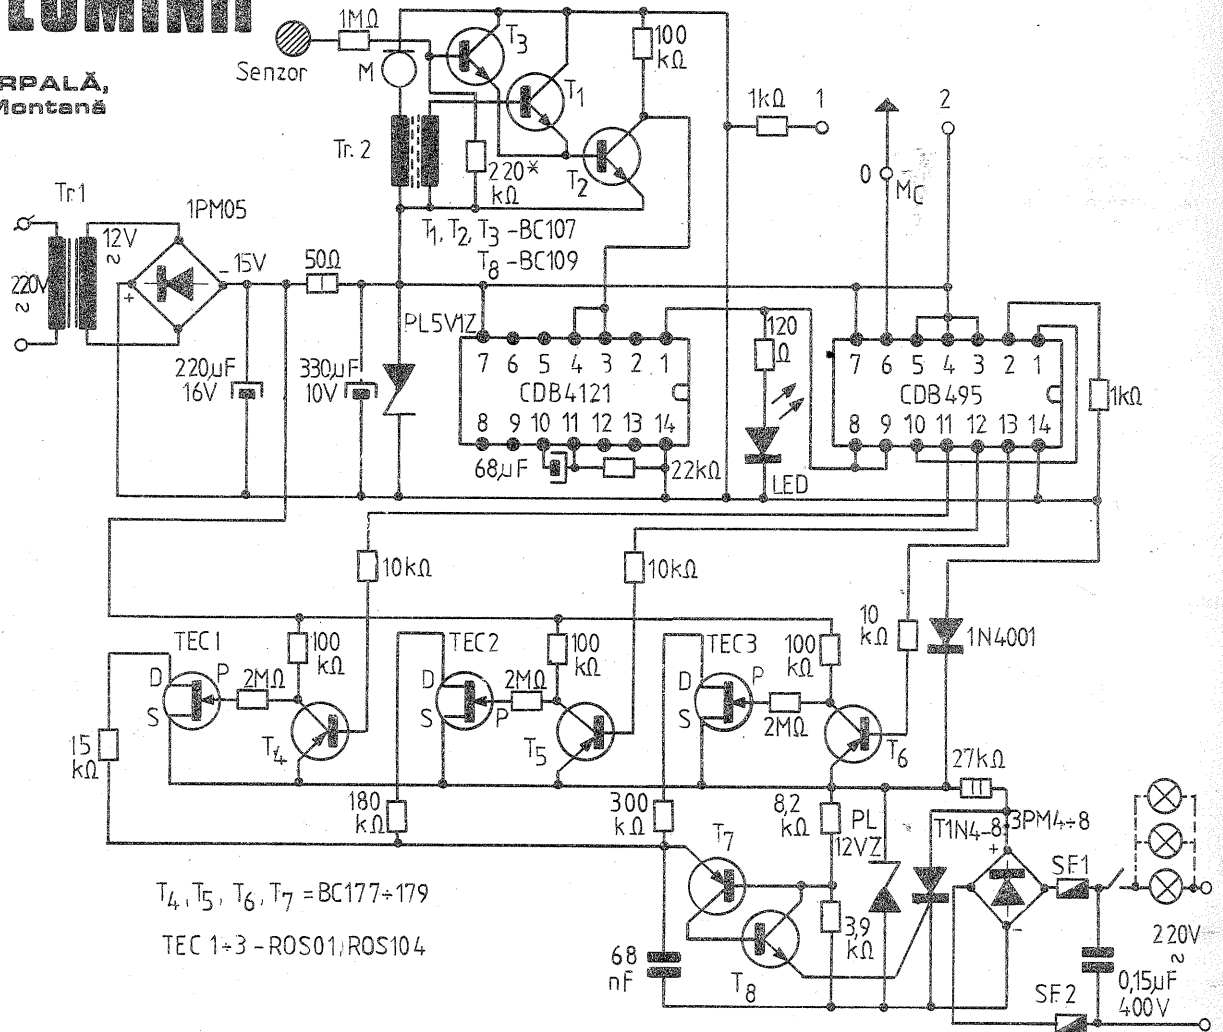 LUMINII
RPALĂ,
Montană
Senzor
1MΩ
M
T3
T1
T2
100
kΩ
Tr. 2
220*
kΩ
1kΩ
1
2
0
MC
Tr1
12V
~
220V
~
1PM05
+
- 15V
50Ω
T1, T2, T3 -BC107
T8 -BC109
PL5V1Z
220µF
16V
330µF
10V
7 6 5 4 3 2 1
CDB4121
8 9 10 11 12 13 14
68µF
22kΩ
120
Ω
LED
7 6 5 4 3 2 1
CDB495
8 9 10 11 12 13 14
1kΩ
10kΩ
10kΩ
10
kΩ
1N4001
TEC1
D
S
P
2MΩ
100
kΩ
T4
TEC2
D
S
P
2MΩ
100
kΩ
T5
TEC3
D
S
P
2MΩ
100
kΩ
T6
15
kΩ
180
kΩ
300
kΩ
8,2
kΩ
PL
12VZ
27kΩ
T1N4-8
3PM4÷8
+
-
SF.1
T7
T8
3,9
kΩ
68
nF
SF.2
0,15µF
400V
220V
~
T4, T5, T6, T7 = BC177÷179
TEC 1÷3 - ROS01, ROS104